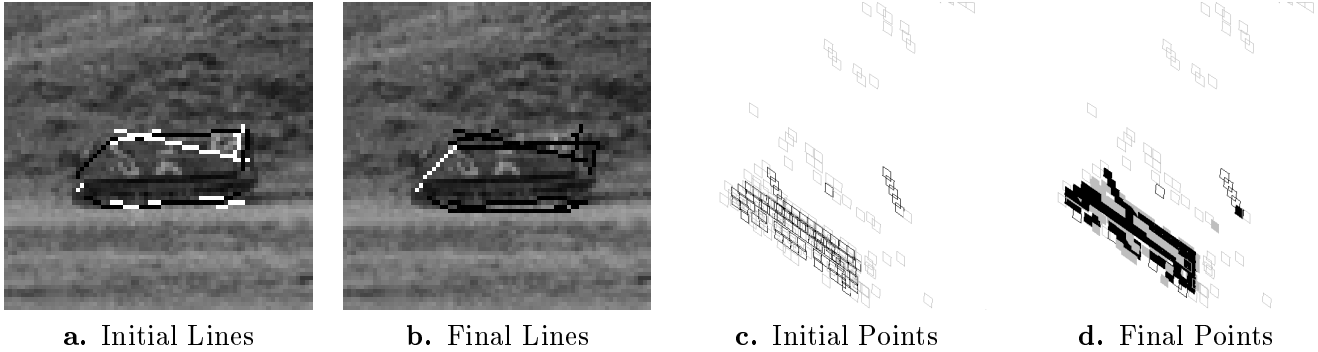 a. Initial Lines
b. Final Lines
c. Initial Points
d. Final Points